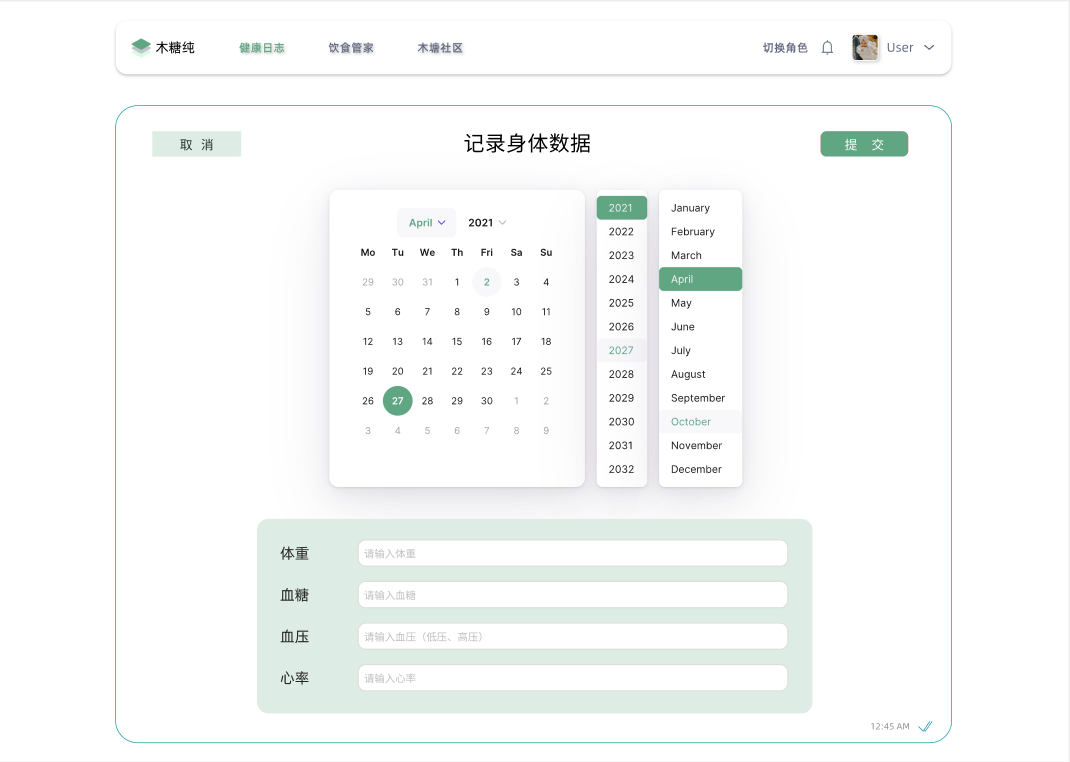 木糖纯 健康日志 饮食管家 木塘社区 切换角色 User
取 消 记录身体数据 提 交
April 2021
Mo Tu We Th Fri Sa Su
29 30 31 1 2 3 4
5 6 7 8 9 10 11
12 13 14 15 16 17 18
19 20 21 22 23 24 25
26 27 28 29 30 1 2
3 4 5 6 7 8 9
2021
2022
2023
2024
2025
2026
2027
2028
2029
2030
2031
2032
January
February
March
April
May
June
July
August
September
October
November
December
体重 请输入体重
血糖 请输入血糖
血压 请输入血压（低压、高压）
心率 请输入心率
12:45 AM